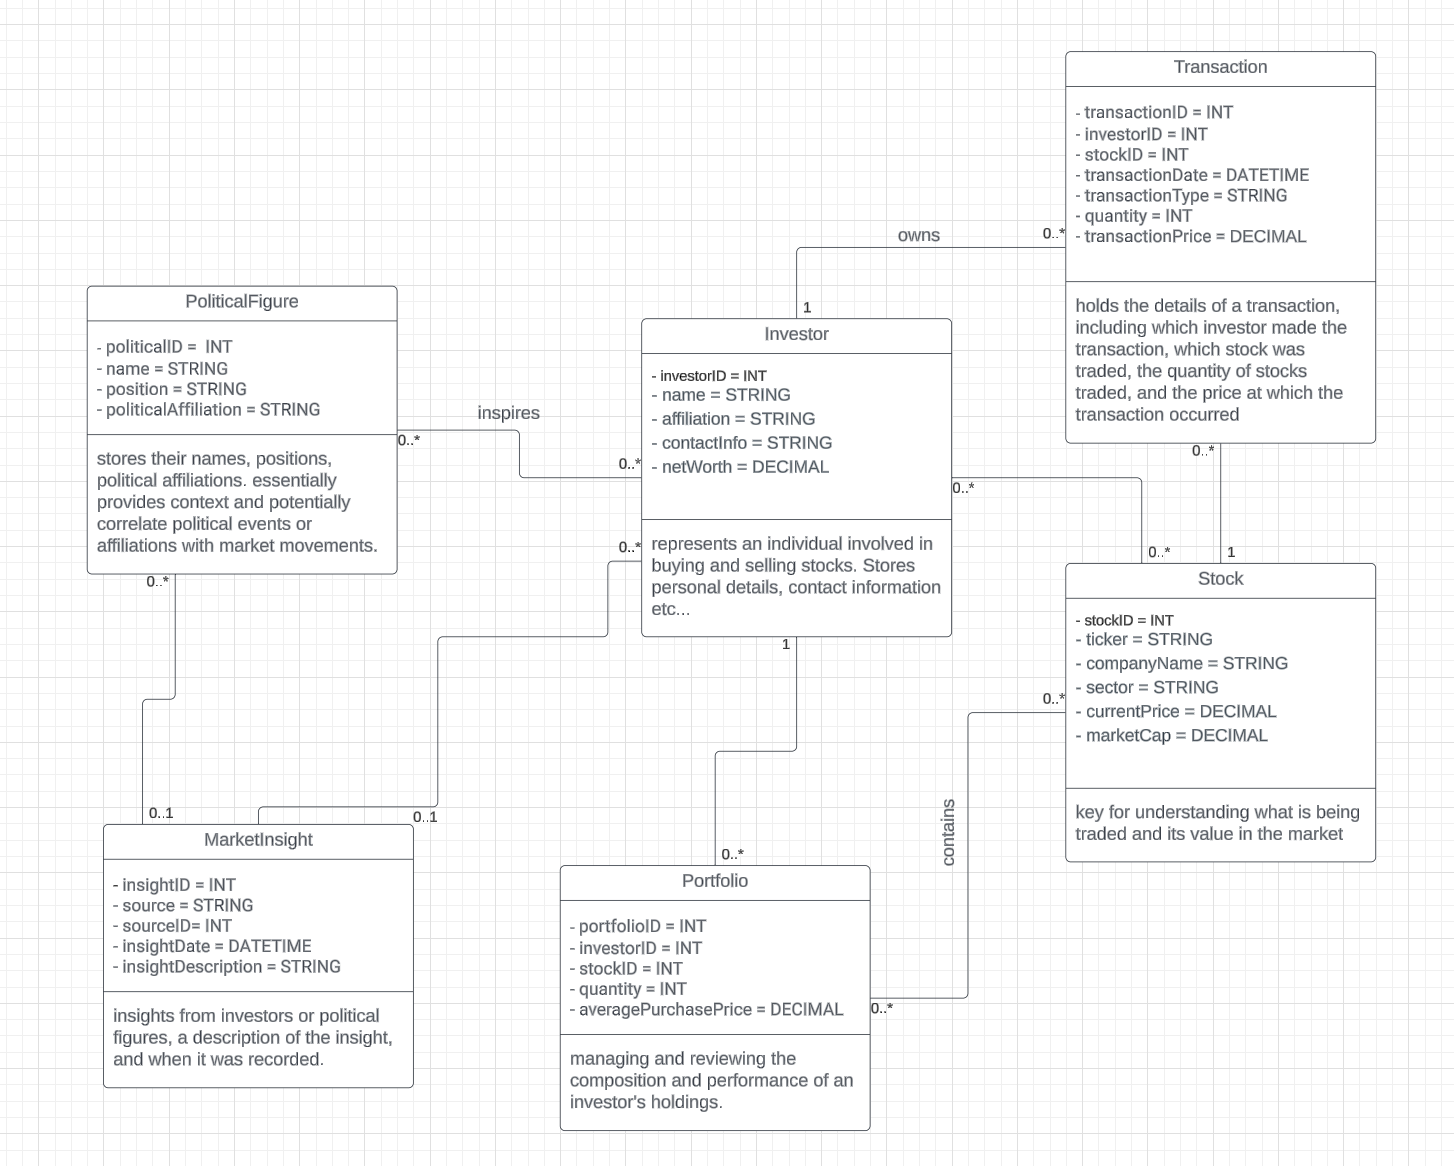 Transaction
- transactionID = INT
- investorID = INT
- stockID = INT
- transactionDate = DATETIME
- transactionType = STRING
- quantity = INT
- transactionPrice = DECIMAL
holds the details of a transaction,
including which investor made the
transaction, which stock was
traded, the quantity of stocks
traded, and the price at which the
transaction occurred
owns
0..*
1
PoliticalFigure
- politicalID =  INT
- name = STRING
- position = STRING
- politicalAffiliation = STRING
stores their names, positions,
political affiliations. essentially
provides context and potentially
correlate political events or
affiliations with market movements.
inspires
0..*
0..*
Investor
- investorID = INT
- name = STRING
- affiliation = STRING
- contactInfo = STRING
- netWorth = DECIMAL
represents an individual involved in
buying and selling stocks. Stores
personal details, contact information
etc...
0..*
0..*
0..*
1
Stock
- stockID = INT
- ticker = STRING
- companyName = STRING
- sector = STRING
- currentPrice = DECIMAL
- marketCap = DECIMAL
key for understanding what is being
traded and its value in the market
0..*
0..*
1
0..*
contains
0..1
0..1
MarketInsight
- insightID = INT
- source = STRING
- sourceID= INT
- insightDate = DATETIME
- insightDescription = STRING
insights from investors or political
figures, a description of the insight,
and when it was recorded.
0..*
Portfolio
- portfolioID = INT
- investorID = INT
- stockID = INT
- quantity = INT
- averagePurchasePrice = DECIMAL
managing and reviewing the
composition and performance of an
investor's holdings.
0..*